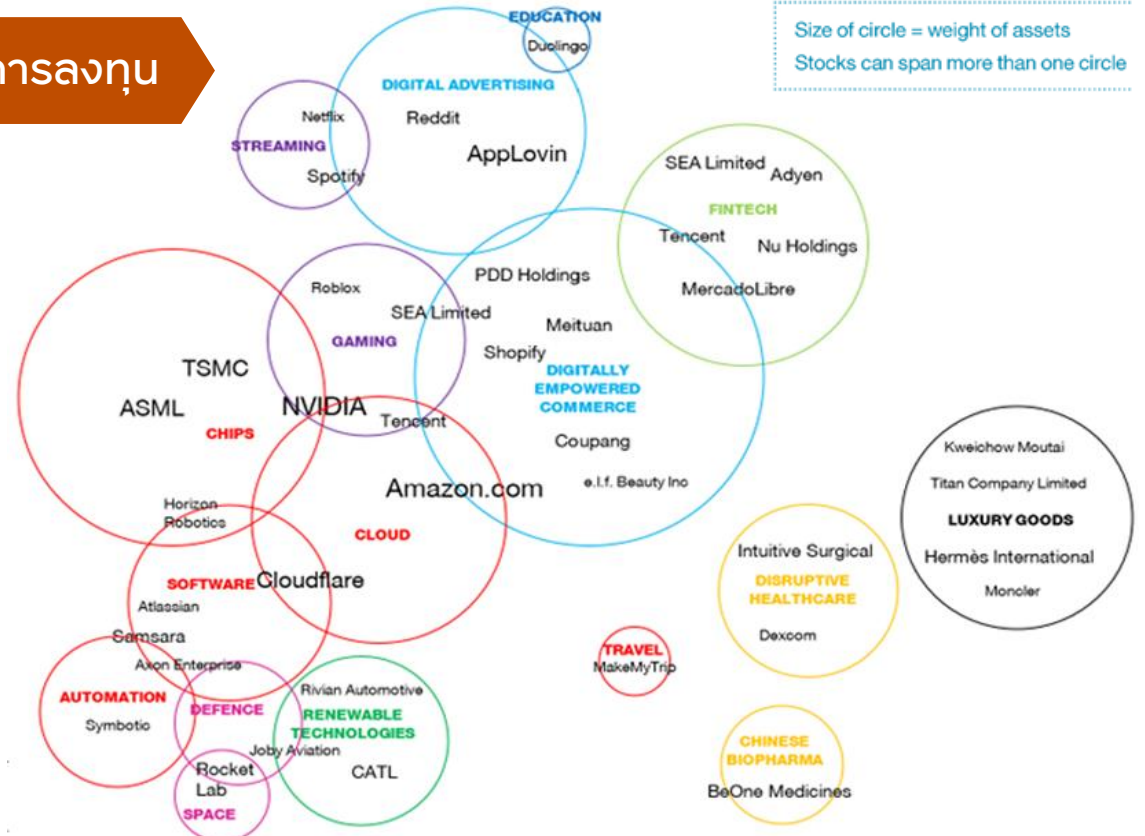 การลงทุน
Size of circle = weight of assets
Stocks can span more than one circle
EDUCATION
Duolingo
DIGITAL ADVERTISING
Reddit
AppLovin
Netflix
STREAMING
Spotify
SEA Limited
Adyen
FINTECH
Tencent
Nu Holdings
MercadoLibre
Roblox
SEA Limited
GAMING
PDD Holdings
Meituan
Shopify
DIGITALLY
EMPOWERED
COMMERCE
Coupang
e.l.f. Beauty Inc
TSMC
ASML
NVIDIA
CHIPS
Tencent
Horizon
Robotics
Amazon.com
CLOUD
SOFTWARE
Cloudflare
Atlassian
Samsara
Axon Enterprise
AUTOMATION
Symbotic
DEFENCE
Rivian Automotive
RENEWABLE
TECHNOLOGIES
Joby Aviation
CATL
Rocket
Lab
SPACE
TRAVEL
MakeMyTrip
Intuitive Surgical
DISRUPTIVE
HEALTHCARE
Dexcom
CHINESE
BIOPHARMA
BeOne Medicines
Kweichow Moutai
Titan Company Limited
LUXURY GOODS
Hermès International
Moncler